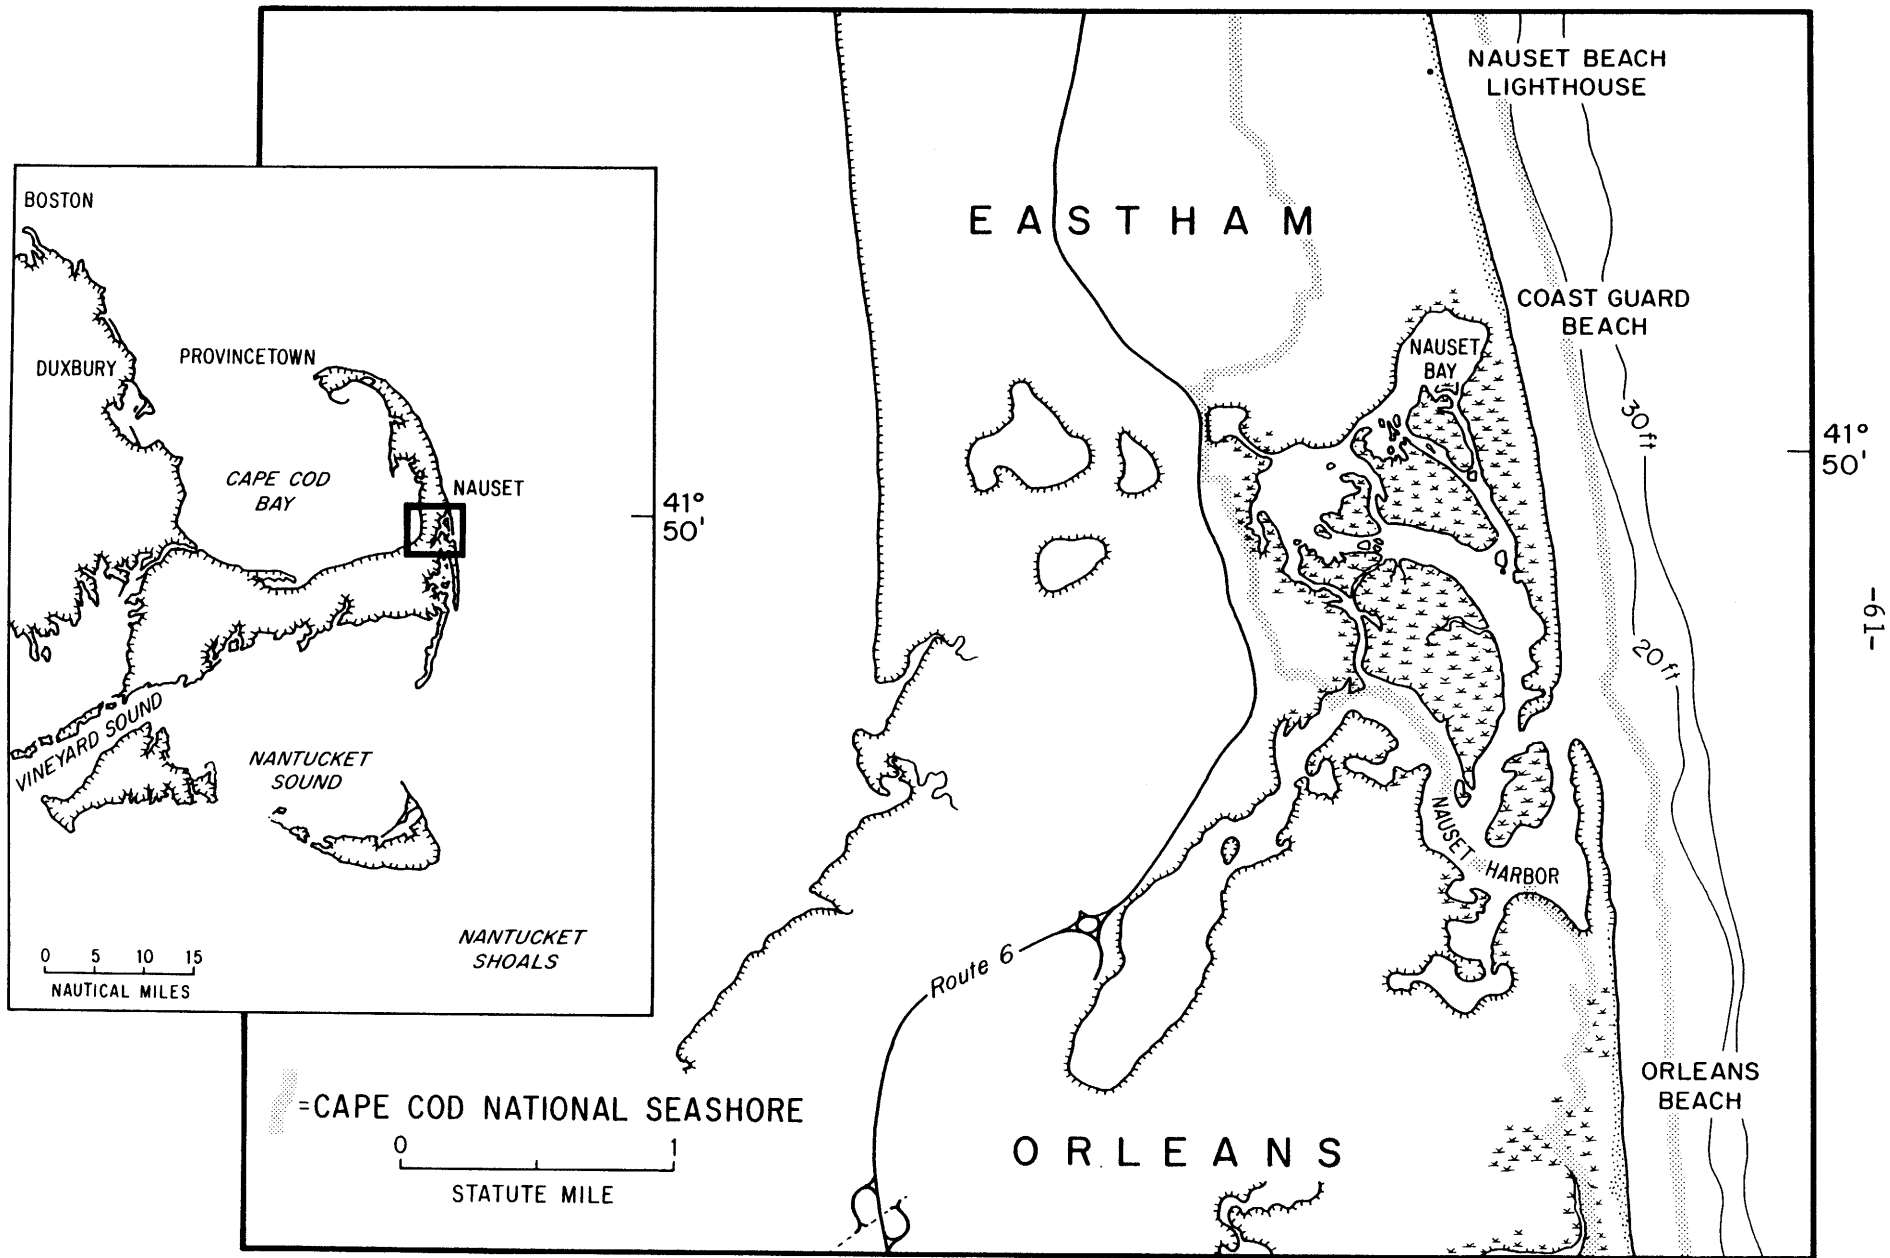 NAUSET BEACH
LIGHTHOUSE
EASTHAM
COAST GUARD
BEACH
NAUSET
BAY
30 ft
41°
50'
20 ft
-61-
NAUSET HARBOR
Route 6
ORLEANS
BEACH
ORLEANS
=CAPE COD NATIONAL SEASHORE
0 1
STATUTE MILE
BOSTON
DUXBURY
PROVINCETOWN
CAPE COD
BAY
NAUSET
41°
50'
VINEYARD SOUND
NANTUCKET
SOUND
NANTUCKET
SHOALS
0 5 10 15
NAUTICAL MILES